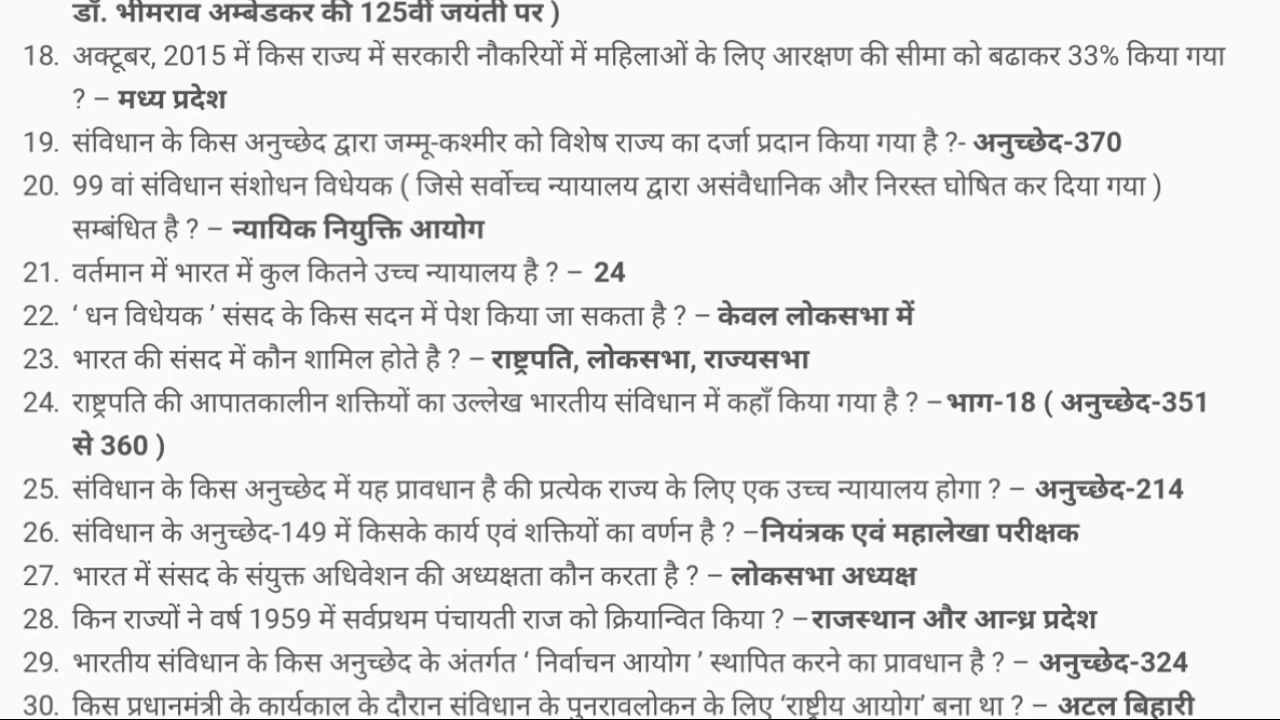 डॉ. भीमराव अम्बेडकर की 125वीं जयंती पर )
18. अक्टूबर, 2015 में किस राज्य में सरकारी नौकरियों में महिलाओं के लिए आरक्षण की सीमा को बढाकर 33% किया गया
? – मध्य प्रदेश
19. संविधान के किस अनुच्छेद द्वारा जम्मू-कश्मीर को विशेष राज्य का दर्जा प्रदान किया गया है ?- अनुच्छेद-370
20. 99 वां संविधान संशोधन विधेयक ( जिसे सर्वोच्च न्यायालय द्वारा असंवैधानिक और निरस्त घोषित कर दिया गया )
सम्बंधित है ? – न्यायिक नियुक्ति आयोग
21. वर्तमान में भारत में कुल कितने उच्च न्यायालय है ? – 24
22. ‘ धन विधेयक ’ संसद के किस सदन में पेश किया जा सकता है ? – केवल लोकसभा में
23. भारत की संसद में कौन शामिल होते है ? – राष्ट्रपति, लोकसभा, राज्यसभा
24. राष्ट्रपति की आपातकालीन शक्तियों का उल्लेख भारतीय संविधान में कहाँ किया गया है ? –भाग-18 ( अनुच्छेद-351
से 360 )
25. संविधान के किस अनुच्छेद में यह प्रावधान है की प्रत्येक राज्य के लिए एक उच्च न्यायालय होगा ? – अनुच्छेद-214
26. संविधान के अनुच्छेद-149 में किसके कार्य एवं शक्तियों का वर्णन है ? –नियंत्रक एवं महालेखा परीक्षक
27. भारत में संसद के संयुक्त अधिवेशन की अध्यक्षता कौन करता है ? – लोकसभा अध्यक्ष
28. किन राज्यों ने वर्ष 1959 में सर्वप्रथम पंचायती राज को क्रियान्वित किया ? –राजस्थान और आन्ध्र प्रदेश
29. भारतीय संविधान के किस अनुच्छेद के अंतर्गत ‘ निर्वाचन आयोग ’ स्थापित करने का प्रावधान है ? – अनुच्छेद-324
30. किस प्रधानमंत्री के कार्यकाल के दौरान संविधान के पुनरावलोकन के लिए ‘राष्ट्रीय आयोग’ बना था ? – अटल बिहारी